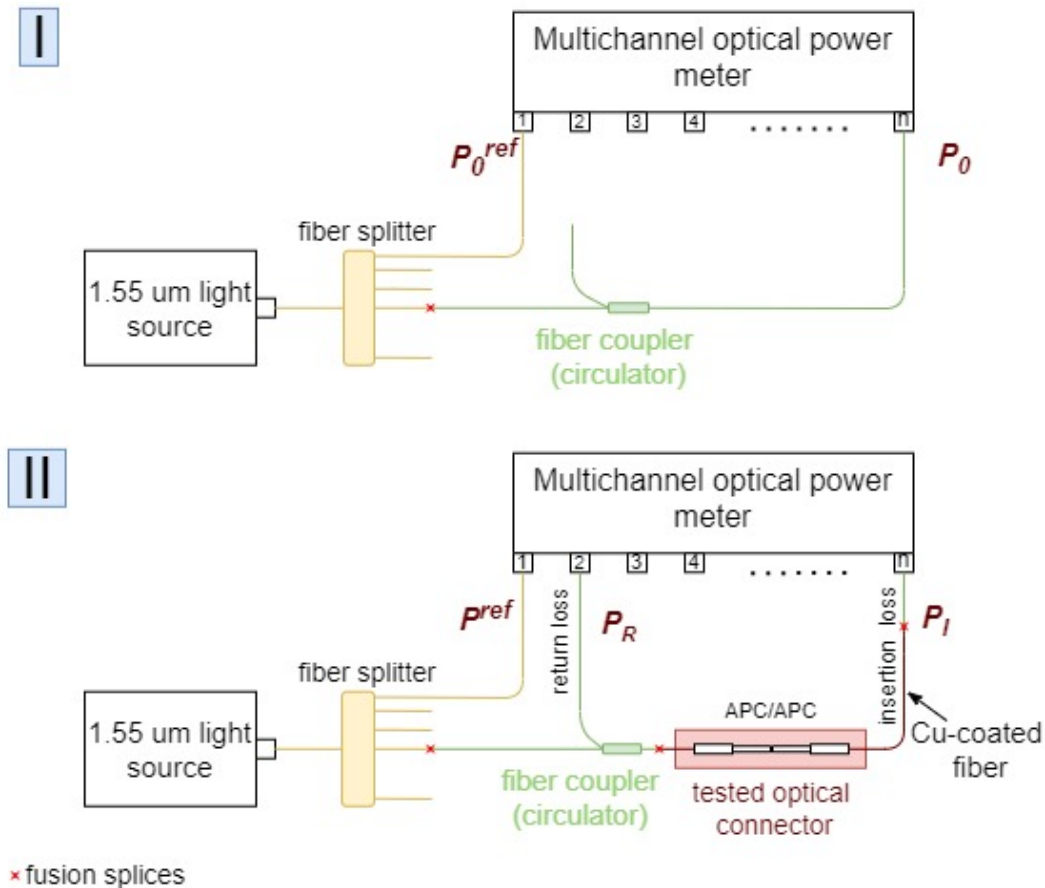 I
Multichannel optical power
meter
1 2 3 4 ....... n
P₀ʳᵉᶠ
P₀
fiber splitter
1.55 um light
source
fiber coupler
(circulator)
II
Multichannel optical power
meter
1 2 3 4 ....... n
Pʳᵉᶠ
return loss
P_R
insertion loss
P_I
fiber splitter
APC/APC
1.55 um light
source
Cu-coated
fiber
fiber coupler
(circulator)
tested optical
connector
× fusion splices